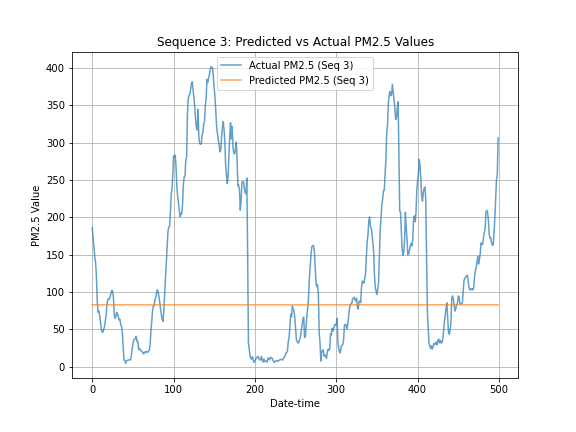 Sequence 3: Predicted vs Actual PM2.5 Values
Actual PM2.5 (Seq 3)
Predicted PM2.5 (Seq 3)
PM2.5 Value
400
350
300
250
200
150
100
50
0
0 100 200 300 400 500
Date-time